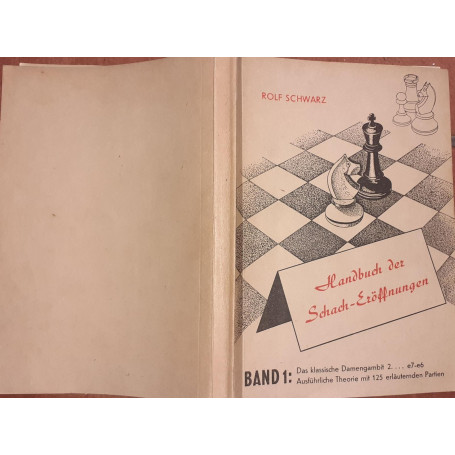 ROLF SCHWARZ
Handbuch der
Schach-Eröffnungen
BAND 1: Das klassische Damengambit 2. ... e7-e6
Ausführliche Theorie mit 125 erläuternden Partien